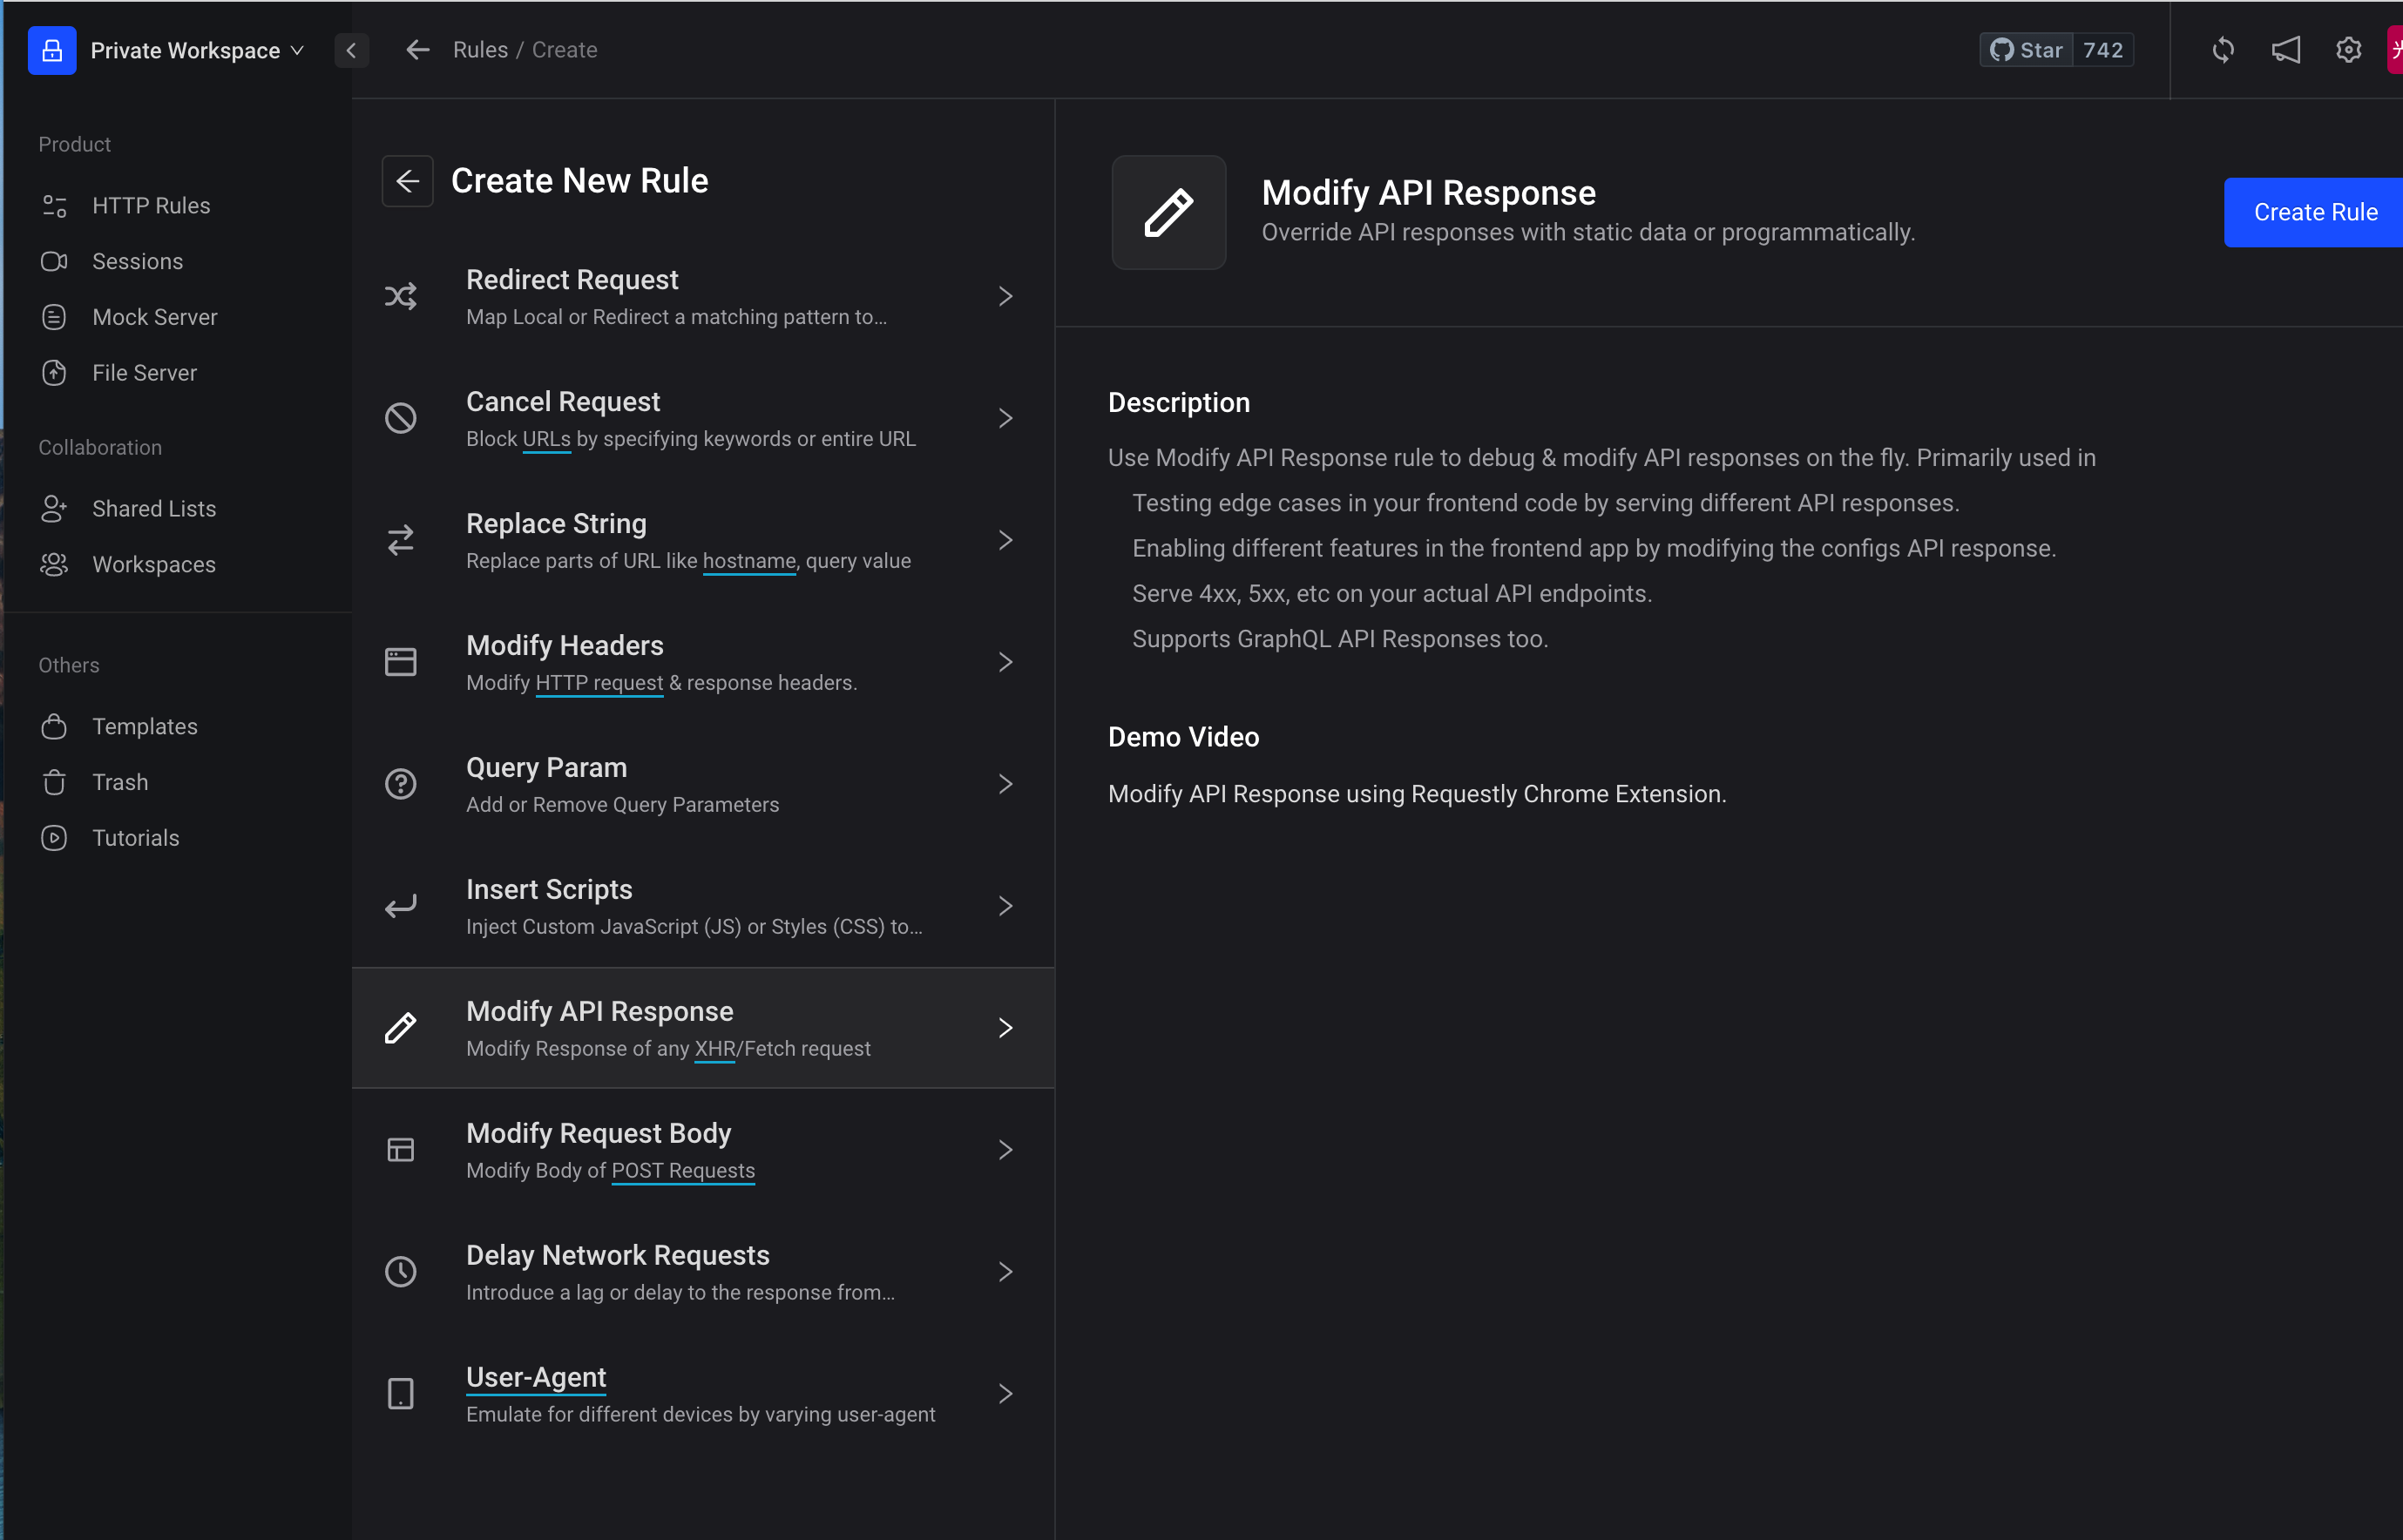 Private Workspace
Rules / Create
Star 742
Product
HTTP Rules
Sessions
Mock Server
File Server
Collaboration
Shared Lists
Workspaces
Others
Templates
Trash
Tutorials
Create New Rule
Redirect Request
Map Local or Redirect a matching pattern to...
Cancel Request
Block URLs by specifying keywords or entire URL
Replace String
Replace parts of URL like hostname, query value
Modify Headers
Modify HTTP request & response headers.
Query Param
Add or Remove Query Parameters
Insert Scripts
Inject Custom JavaScript (JS) or Styles (CSS) to...
Modify API Response
Modify Response of any XHR/Fetch request
Modify Request Body
Modify Body of POST Requests
Delay Network Requests
Introduce a lag or delay to the response from...
User-Agent
Emulate for different devices by varying user-agent
Modify API Response
Override API responses with static data or programmatically.
Create Rule
Description
Use Modify API Response rule to debug & modify API responses on the fly. Primarily used in
Testing edge cases in your frontend code by serving different API responses.
Enabling different features in the frontend app by modifying the configs API response.
Serve 4xx, 5xx, etc on your actual API endpoints.
Supports GraphQL API Responses too.
Demo Video
Modify API Response using Requestly Chrome Extension.